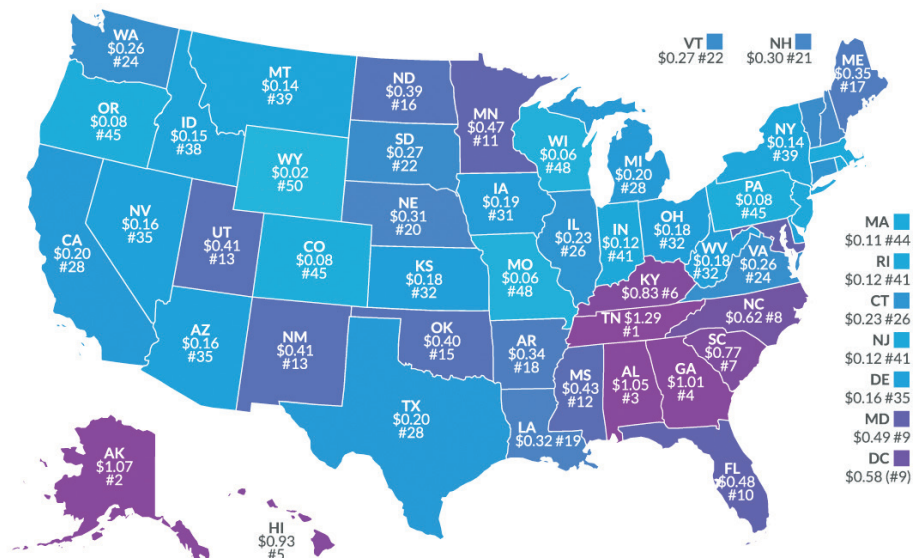 WA
$0.26
#24
MT
$0.14
#39
ND
$0.39
#16
MN
$0.47
#11
VT
$0.27 #22
NH
$0.30 #21
ME
$0.35
#17
OR
$0.08
#45
ID
$0.15
#38
WY
$0.02
#50
SD
$0.27
#22
WI
$0.06
#48
MI
$0.20
#28
NY
$0.14
#39
CA
$0.20
#28
NV
$0.16
#35
UT
$0.41
#13
CO
$0.08
#45
NE
$0.31
#20
IA
$0.19
#31
IL
$0.23
#26
IN
$0.12
#41
OH
$0.18
#32
PA
$0.08
#45
WV
$0.18
#32
VA
$0.26
#24
MA
$0.11 #44
RI
$0.12 #41
CT
$0.23 #26
NJ
$0.12 #41
DE
$0.16 #35
MD
$0.49 #9
DC
$0.58 (#9)
KS
$0.18
#32
MO
$0.06
#48
KY
$0.83 #6
TN $1.29
#1
NC
$0.62 #8
SC
$0.77
#7
AZ
$0.16
#35
NM
$0.41
#13
OK
$0.40
#15
AR
$0.34
#18
MS
$0.43
#12
AL
$1.05
#3
GA
$1.01
#4
TX
$0.20
#28
LA
$0.32 #19
FL
$0.48
#10
AK
$1.07
#2
HI
$0.93
#5